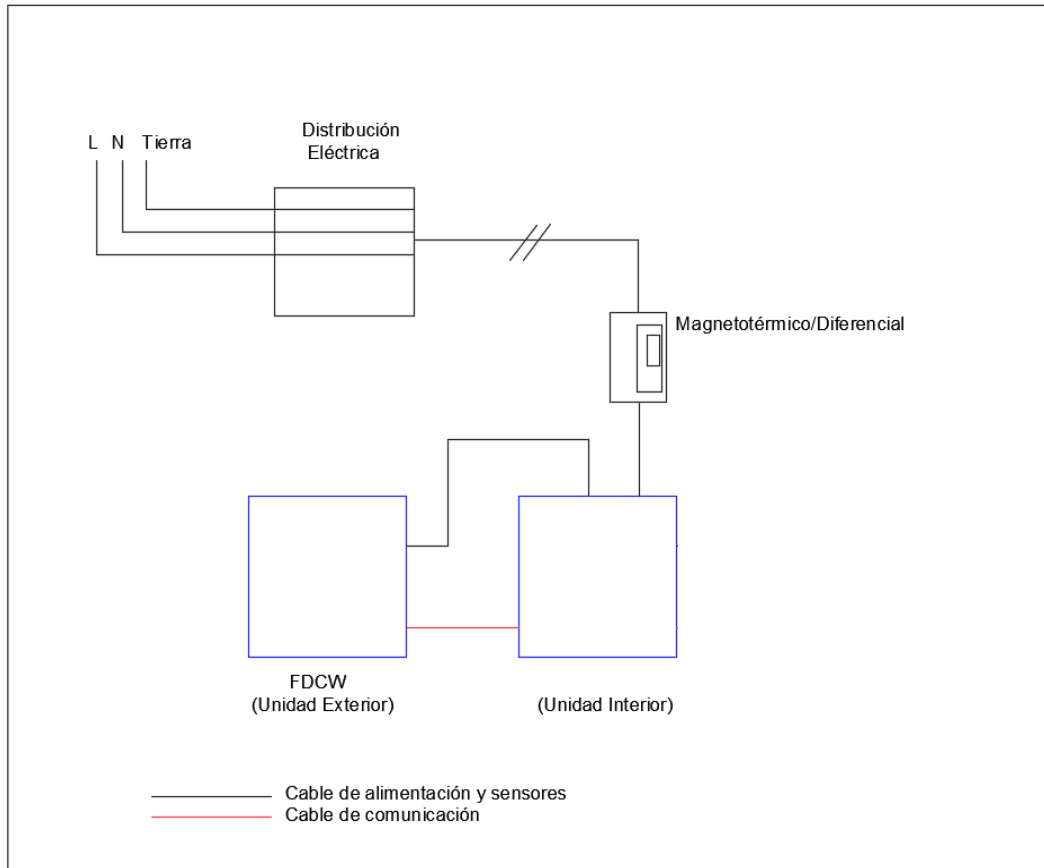 Distribución
Eléctrica
L N Tierra
Magnetotérmico/Diferencial
FDCW
(Unidad Exterior)
(Unidad Interior)
Cable de alimentación y sensores
Cable de comunicación